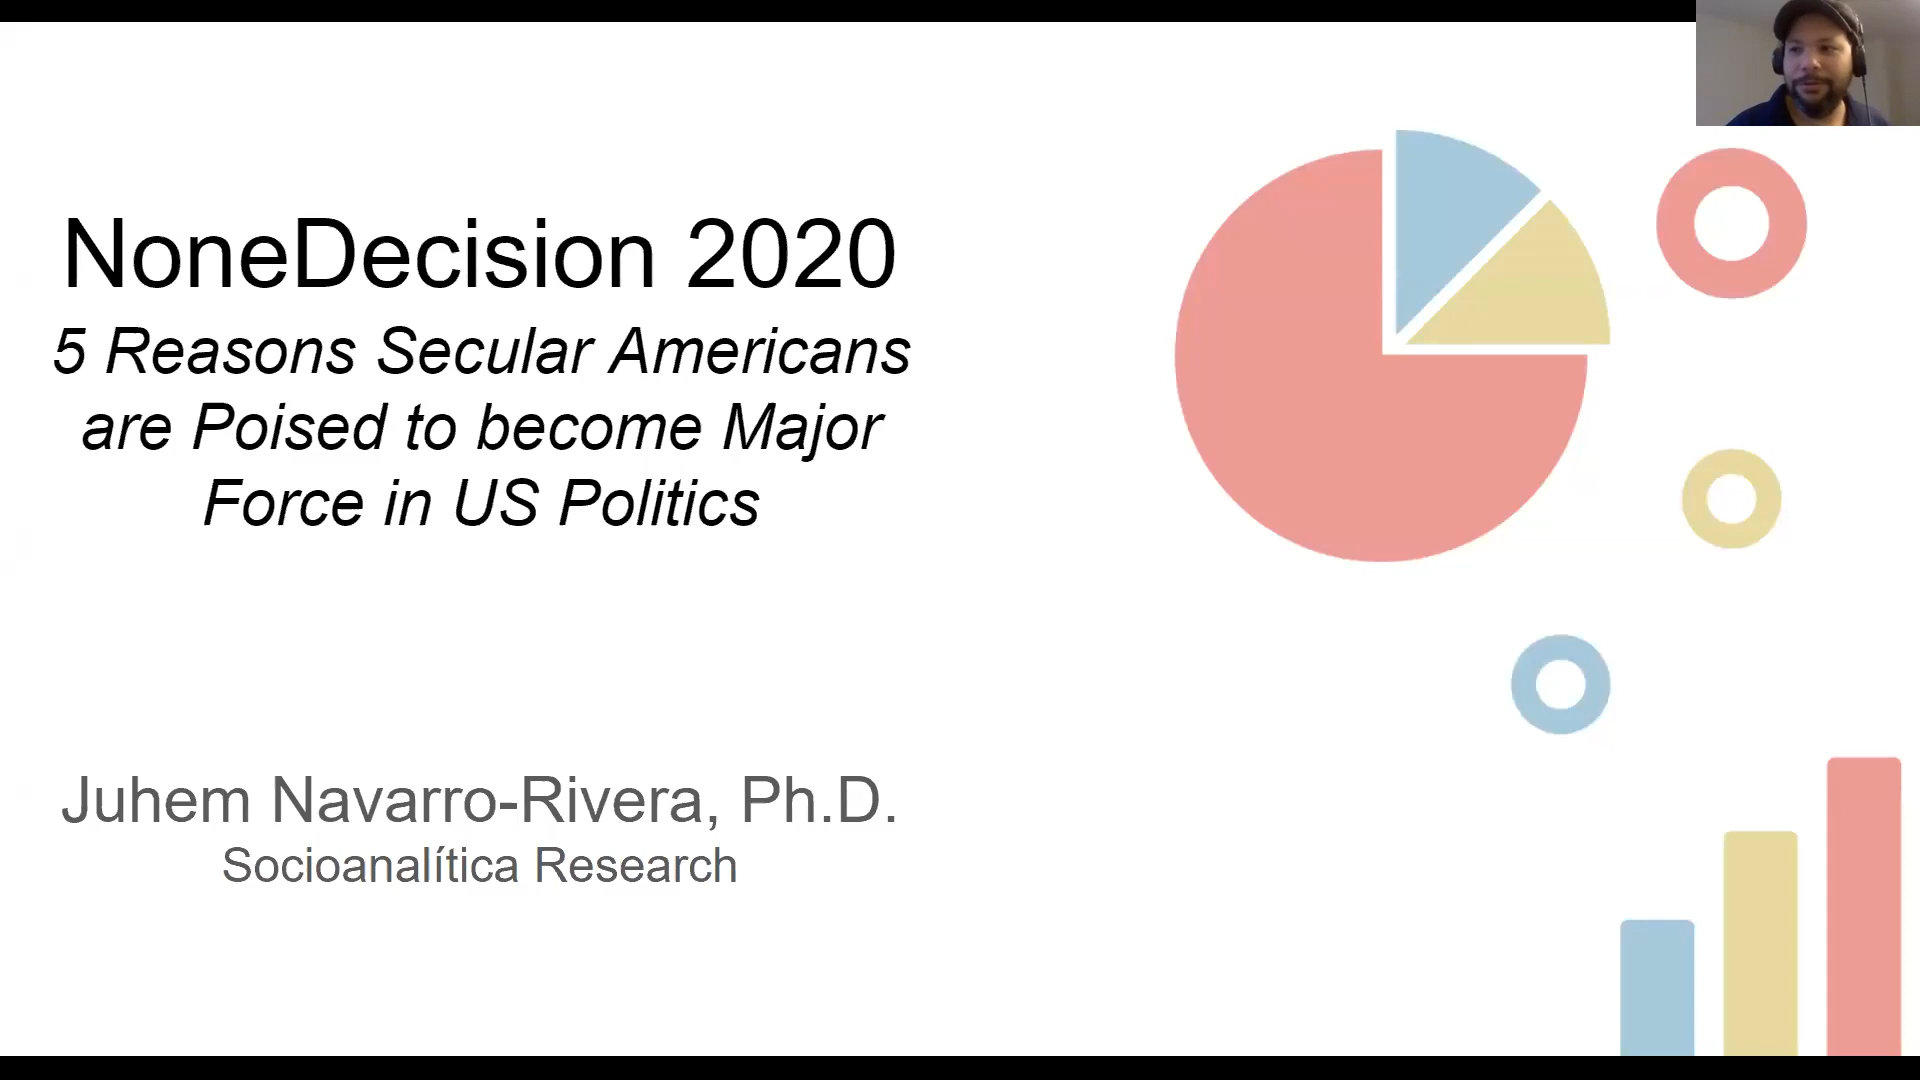 NoneDecision 2020
5 Reasons Secular Americans
are Poised to become Major
Force in US Politics
Juhem Navarro-Rivera, Ph.D.
Socioanalítica Research